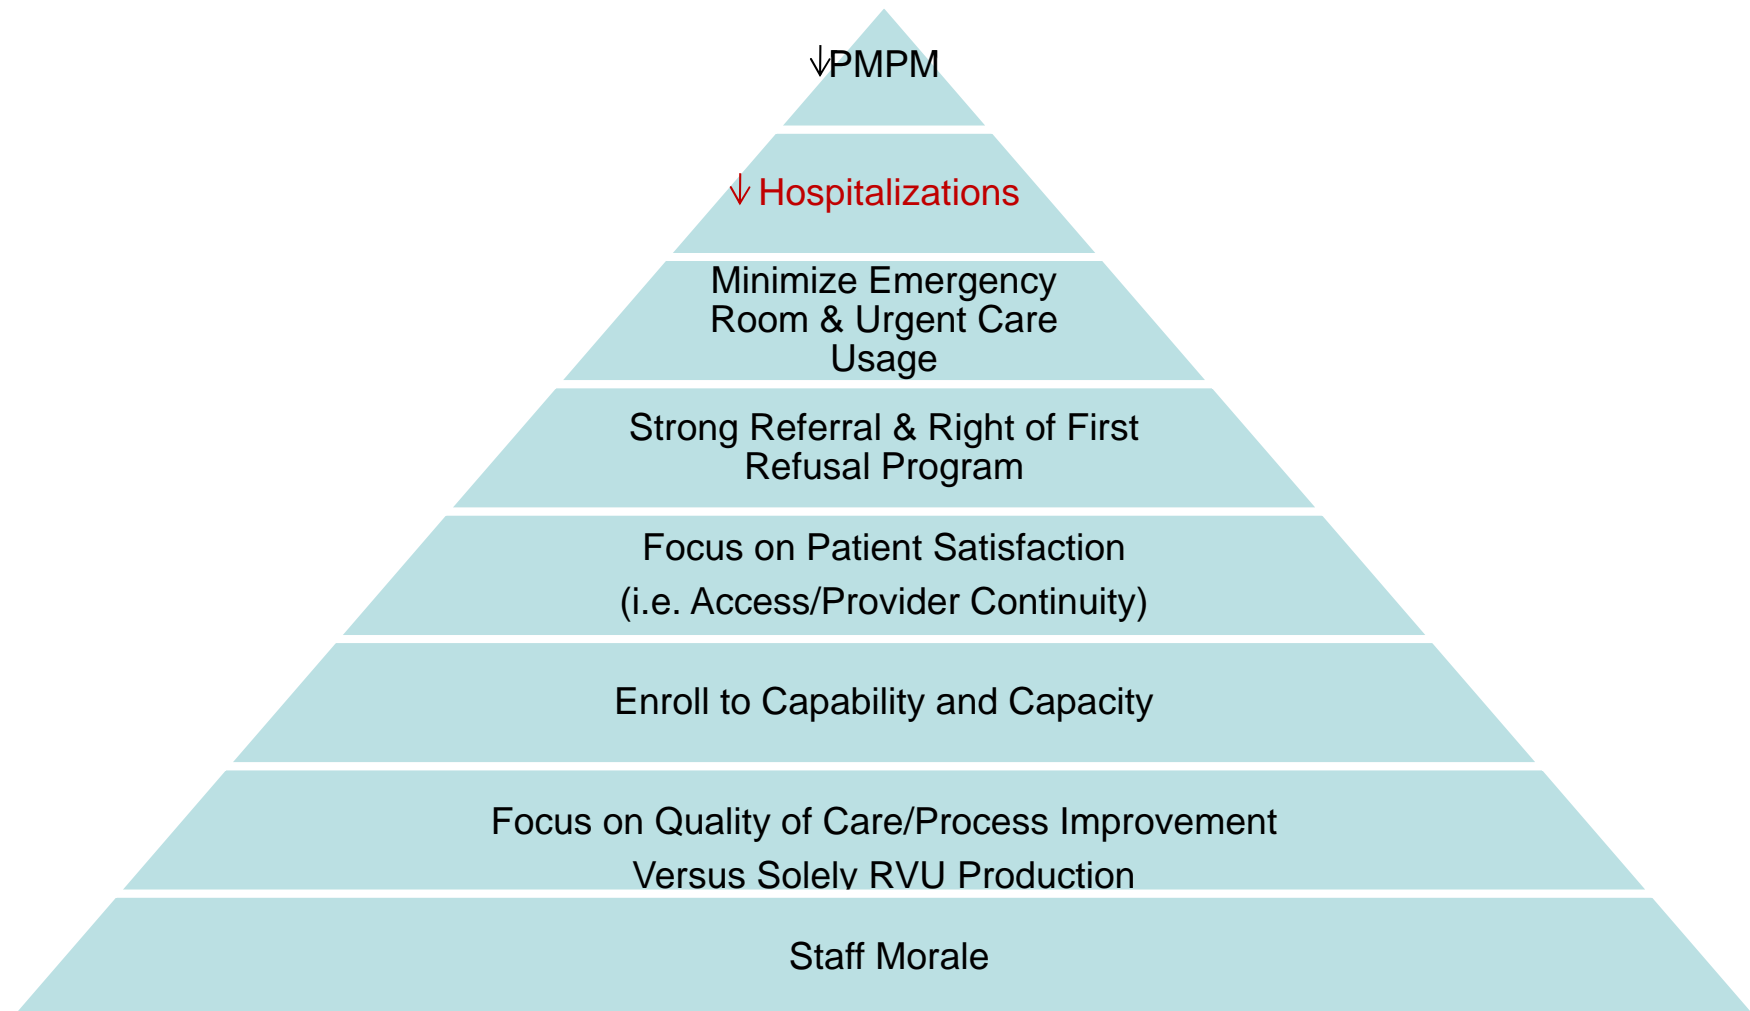 ↓PMPM
↓ Hospitalizations
Minimize Emergency
Room & Urgent Care
Usage
Strong Referral & Right of First
Refusal Program
Focus on Patient Satisfaction
(i.e. Access/Provider Continuity)
Enroll to Capability and Capacity
Focus on Quality of Care/Process Improvement
Versus Solely RVU Production
Staff Morale